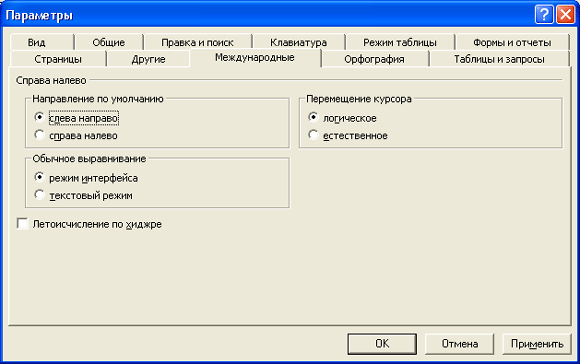 Параметры
Вид Общие Правка и поиск Клавиатура Режим таблицы Формы и отчеты
Страницы Другие Международные Орфография Таблицы и запросы
Справа налево
Направление по умолчанию Перемещение курсора
слева направо логическое
справа налево естественное
Обычное выравнивание
режим интерфейса
текстовый режим
Летоисчисление по хиджре
OK Отмена Применить